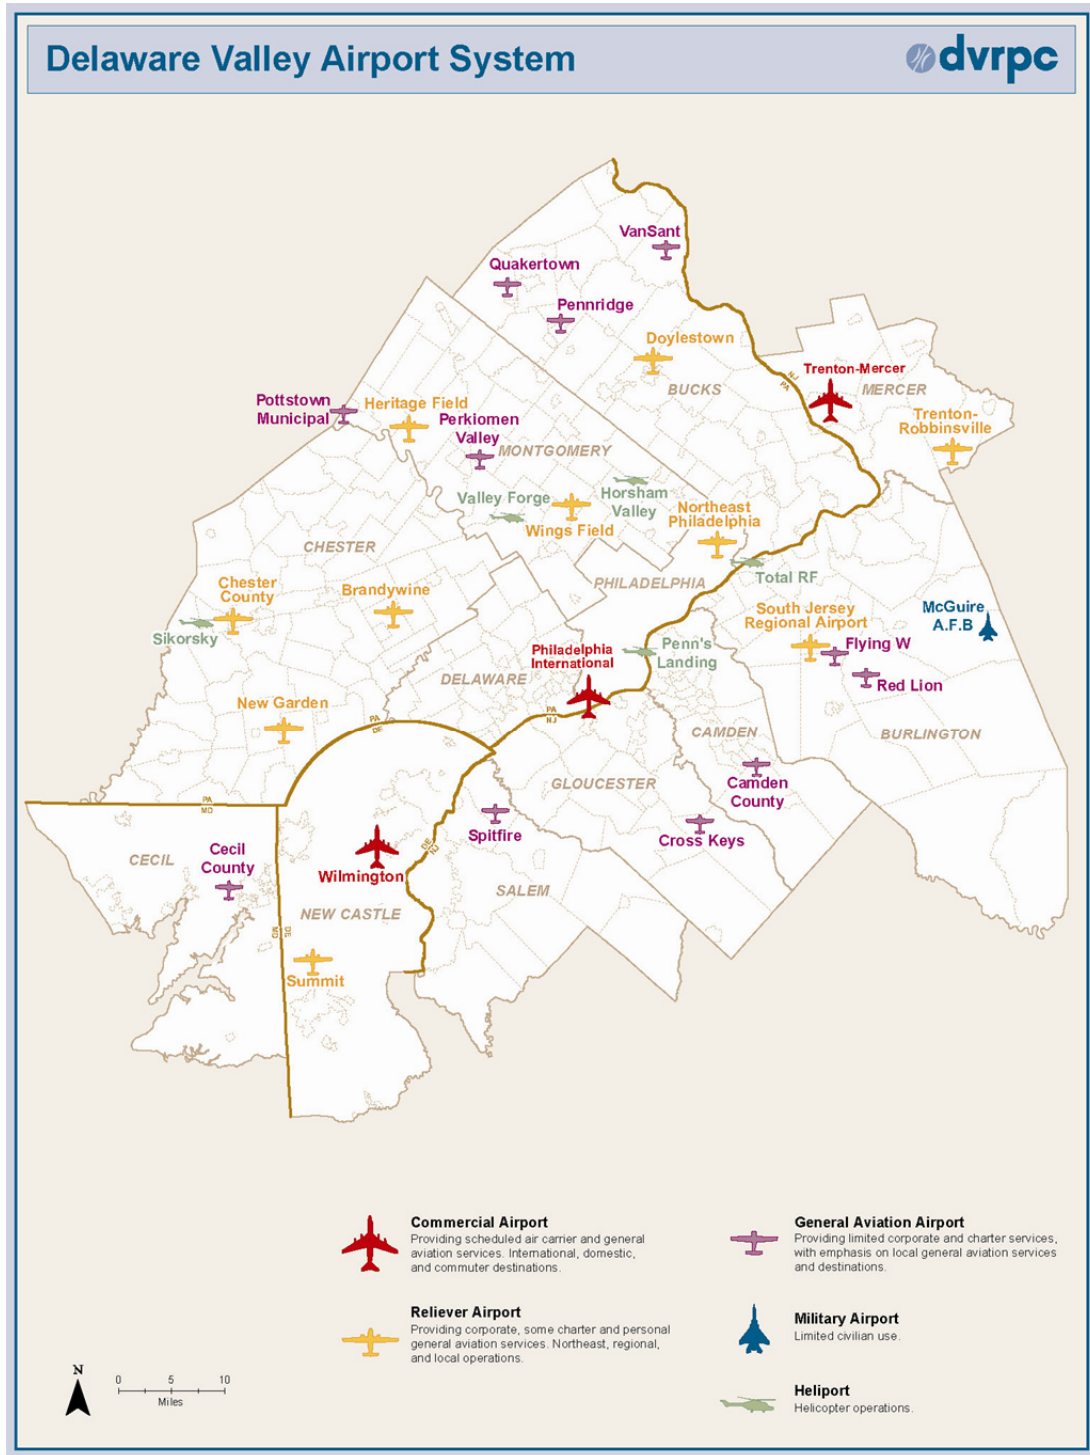 Delaware Valley Airport System
dvrpc
VanSant
Quakertown
Pennridge
Doylestown
BUCKS
NJ
PA
Trenton-Mercer
MERCER
Trenton-
Robbinsville
Pottstown
Municipal
Heritage Field
Perkiomen
Valley
MONTGOMERY
Valley Forge
Horsham
Valley
Wings Field
Northeast
Philadelphia
CHESTER
PHILADELPHIA
Total RF
Chester
County
Brandywine
Sikorsky
South Jersey
Regional Airport
McGuire
A.F.B
Flying W
Red Lion
Penn's
Landing
Philadelphia
International
DELAWARE
New Garden
PA
DE
PA
NJ
CAMDEN
BURLINGTON
GLOUCESTER
Camden
County
PA
MD
Spitfire
Cross Keys
CECIL
Cecil
County
Wilmington
DE
NJ
SALEM
NEW CASTLE
DE
MD
Summit
Commercial Airport
Providing scheduled air carrier and general
aviation services. International, domestic,
and commuter destinations.
General Aviation Airport
Providing limited corporate and charter services,
with emphasis on local general aviation services
and destinations.
Reliever Airport
Providing corporate, some charter and personal
general aviation services. Northeast, regional,
and local operations.
Military Airport
Limited civilian use.
Heliport
Helicopter operations.
N
0 5 10
Miles